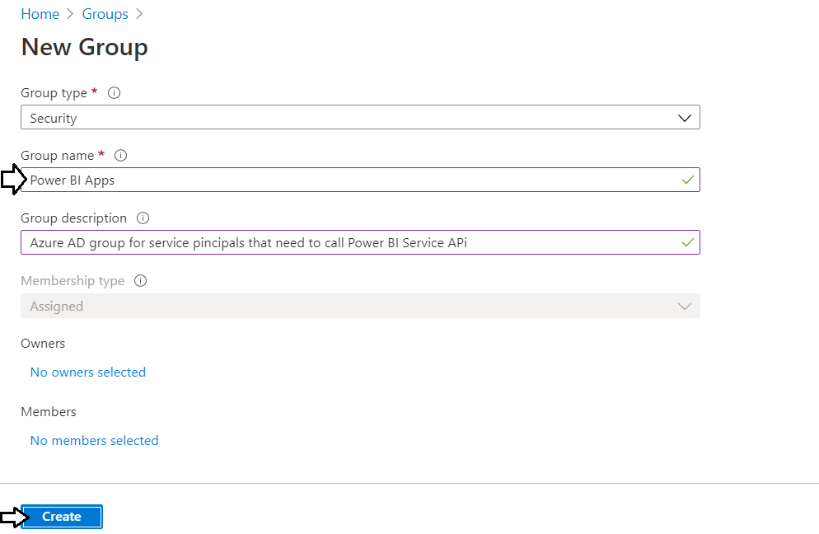 Home > Groups >
New Group
Group type *
Security
Group name *
Power BI Apps
Group description
Azure AD group for service pincipals that need to call Power BI Service APi
Membership type
Assigned
Owners
No owners selected
Members
No members selected
Create